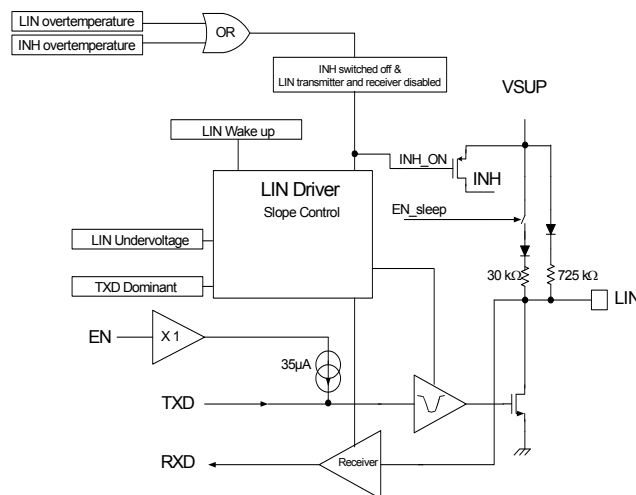 LIN overtemperature
INH overtemperature
OR
INH switched off &
LIN transmitter and receiver disabled
VSUP
LIN Wake up
INH_ON
INH
LIN Driver
Slope Control
EN_sleep
LIN Undervoltage
TXD Dominant
30 kΩ
725 kΩ
LIN
EN
X 1
35µA
TXD
RXD
Receiver